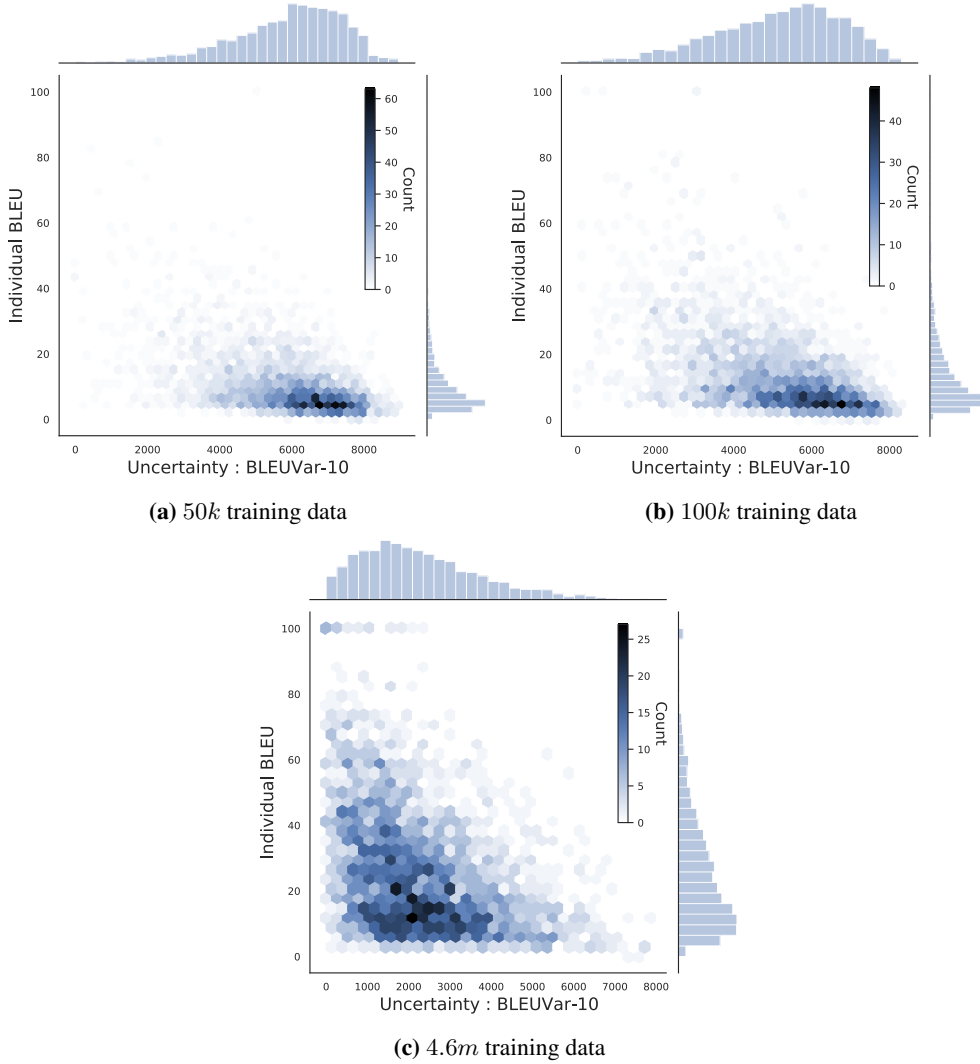 100
80
60
40
20
0
Individual BLEU
60
50
40
30
20
10
0
Count
0 2000 4000 6000 8000
Uncertainty : BLEUVar-10
(a) 50k training data
100
80
60
40
20
0
Individual BLEU
40
30
20
10
0
Count
0 2000 4000 6000 8000
Uncertainty : BLEUVar-10
(b) 100k training data
100
80
60
40
20
0
Individual BLEU
25
20
15
10
5
0
Count
0 1000 2000 3000 4000 5000 6000 7000 8000
Uncertainty : BLEUVar-10
(c) 4.6m training data